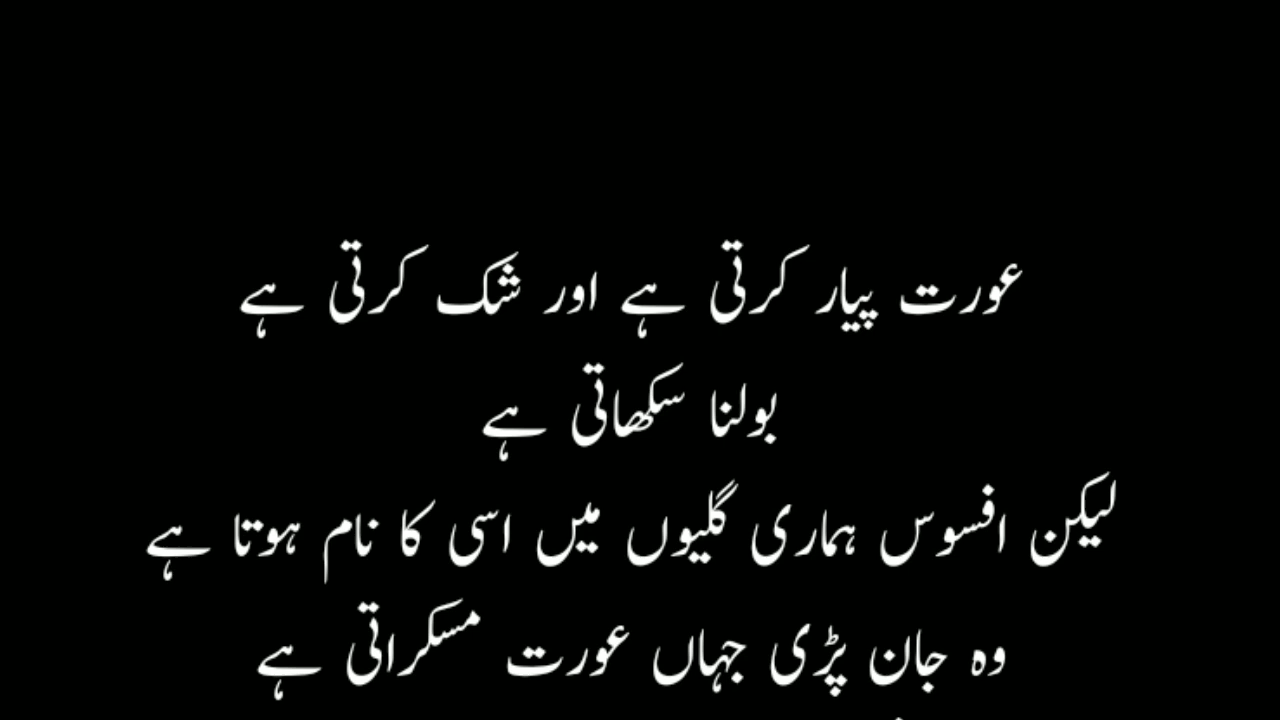 عورت پیار کرتی ہے اور شک کرتی ہے
بولنا سکھاتی ہے
لیکن افسوس ہماری گلیوں میں اسی کا نام ہوتا ہے
وہ جان پڑی جہاں عورت مسکراتی ہے